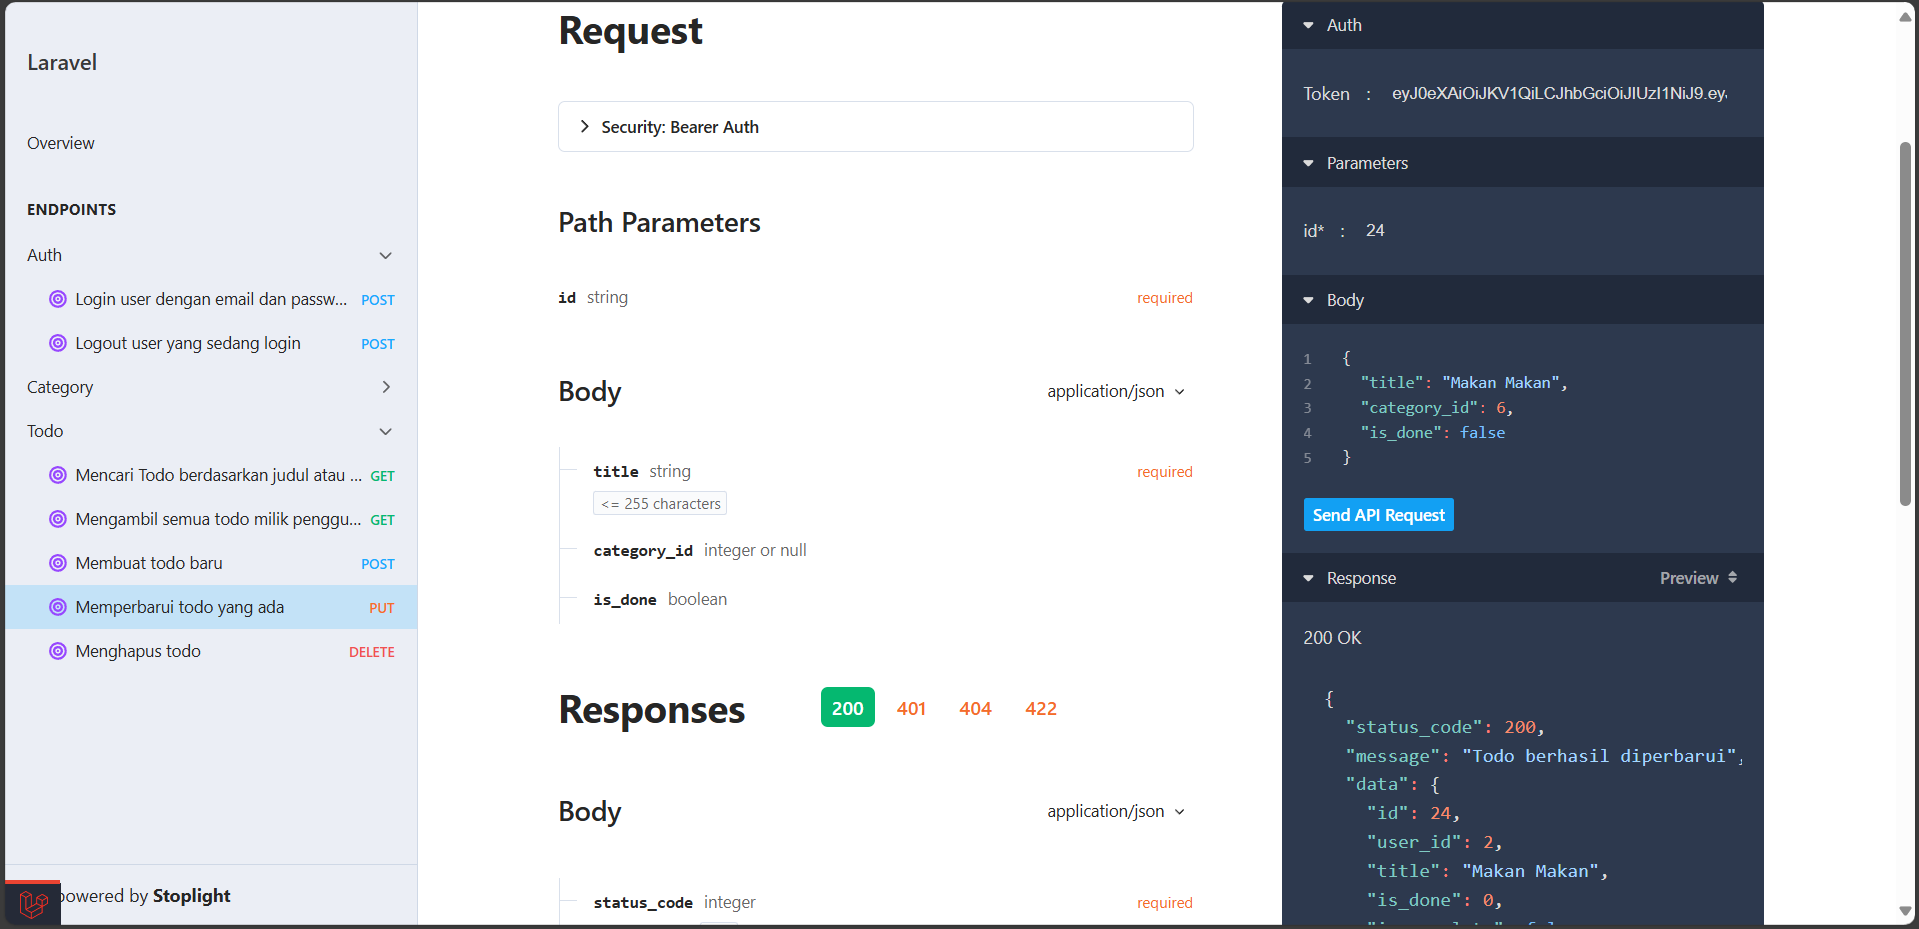 Laravel
Overview
ENDPOINTS
Auth
Login user dengan email dan passw... POST
Logout user yang sedang login POST
Category
Todo
Mencari Todo berdasarkan judul atau ... GET
Mengambil semua todo milik penggu... GET
Membuat todo baru POST
Memperbarui todo yang ada PUT
Menghapus todo DELETE
powered by Stoplight
Request
Security: Bearer Auth
Path Parameters
id string required
Body application/json
title string required
<= 255 characters
category_id integer or null
is_done boolean
Responses 200 401 404 422
Body application/json
status_code integer required
Auth
Token : eyJ0eXAiOiJKV1QiLCJhbGciOiJIUzI1NiJ9.ey
Parameters
id* : 24
Body
1 {
2 "title": "Makan Makan",
3 "category_id": 6,
4 "is_done": false
5 }
Send API Request
Response Preview
200 OK
{
"status_code": 200,
"message": "Todo berhasil diperbarui",
"data": {
"id": 24,
"user_id": 2,
"title": "Makan Makan",
"is_done": 0,